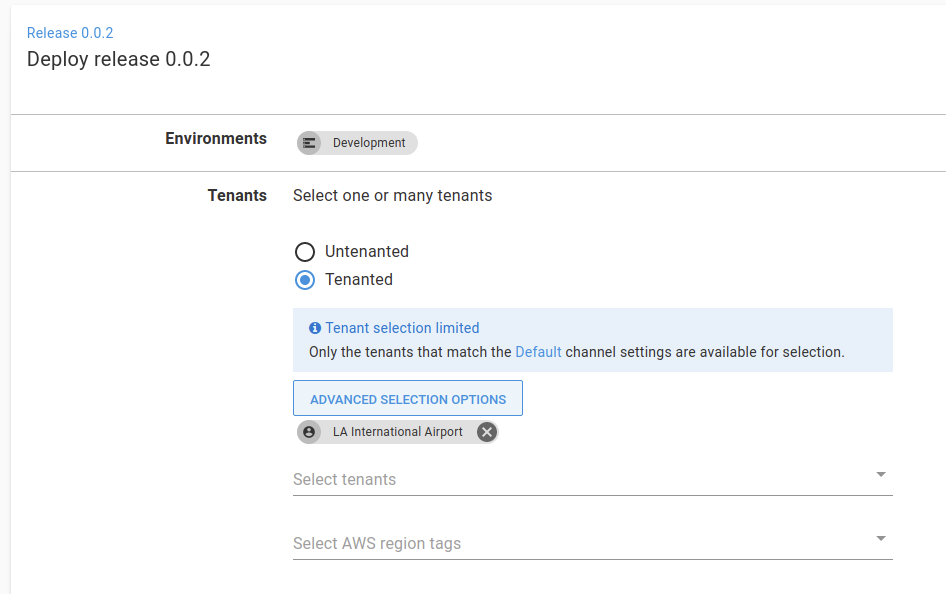 Release 0.0.2
Deploy release 0.0.2
Environments
Development
Tenants
Select one or many tenants
Untenanted
Tenanted
Tenant selection limited
Only the tenants that match the Default channel settings are available for selection.
ADVANCED SELECTION OPTIONS
LA International Airport
Select tenants
Select AWS region tags